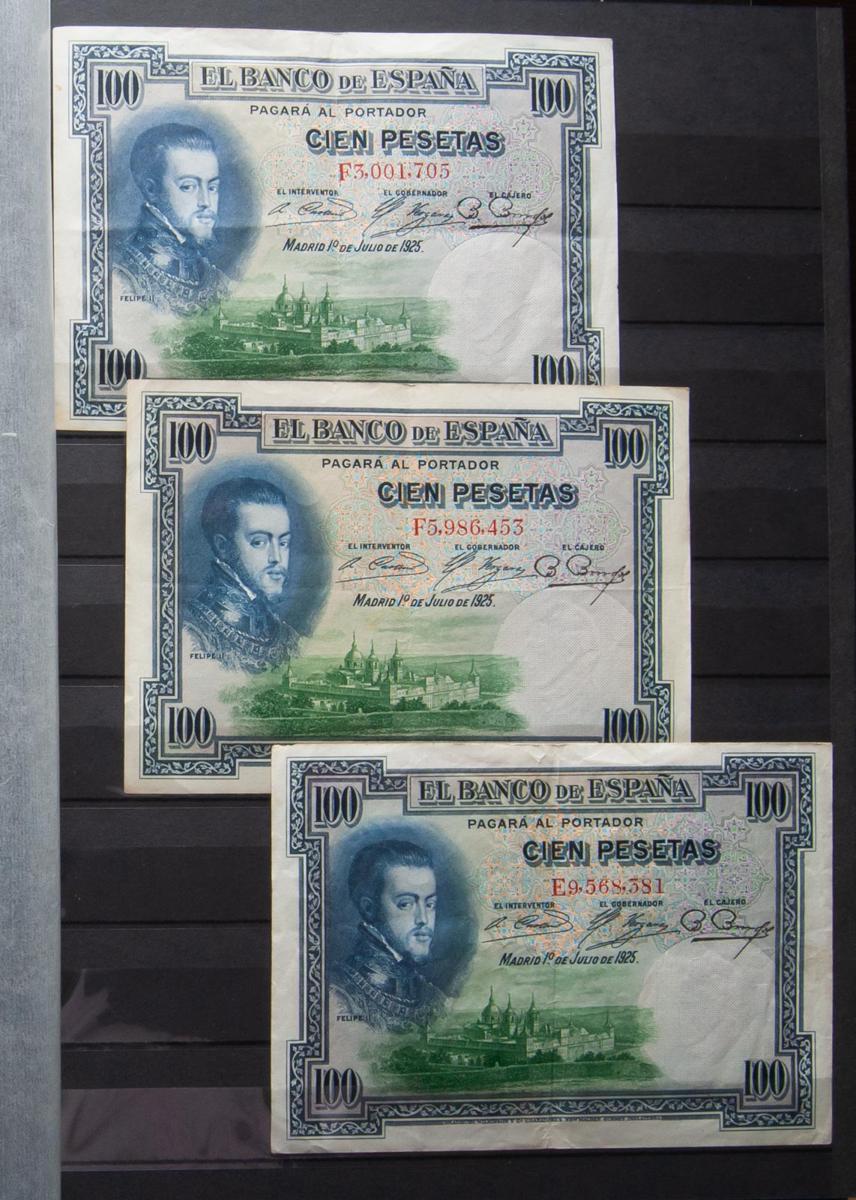 100 EL BANCO DE ESPAÑA 100
PAGARÁ AL PORTADOR
CIEN PESETAS
F3,001,705
EL INTERVENTOR EL GOBERNADOR EL CAJERO
MADRID 1º DE JULIO DE 1925.
FELIPE II
100 100
100 EL BANCO DE ESPAÑA 100
PAGARÁ AL PORTADOR
CIEN PESETAS
F5,986,453
EL INTERVENTOR EL GOBERNADOR EL CAJERO
MADRID 1º DE JULIO DE 1925.
FELIPE II
100 100
100 EL BANCO DE ESPAÑA 100
PAGARÁ AL PORTADOR
CIEN PESETAS
E9,568,381
EL INTERVENTOR EL GOBERNADOR EL CAJERO
MADRID 1º DE JULIO DE 1925.
FELIPE II
100 100